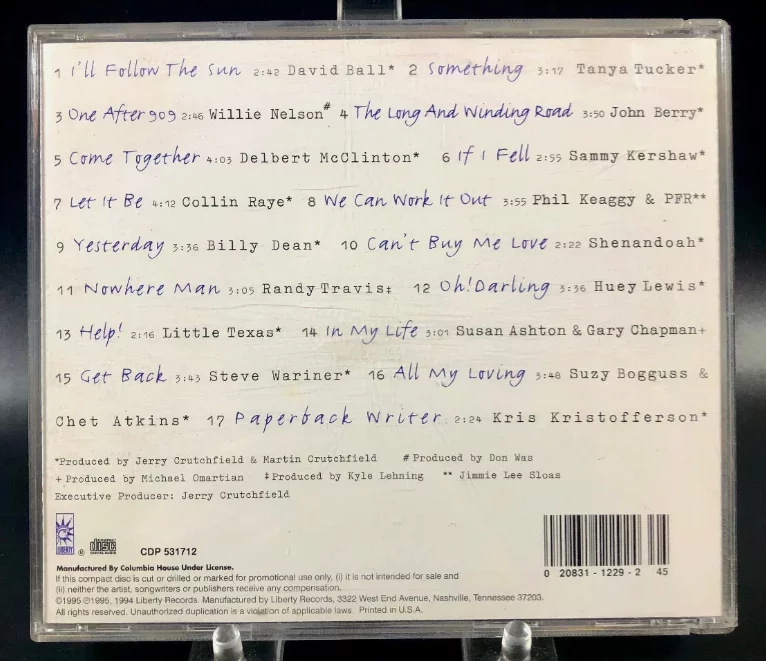 1 I'll Follow The Sun 2:42 David Ball* 2 Something 3:17 Tanya Tucker*
3 One After 909 2:46 Willie Nelson# 4 The Long And Winding Road 3:50 John Berry*
5 Come Together 4:03 Delbert McClinton* 6 If I Fell 2:55 Sammy Kershaw*
7 Let It Be 4:12 Collin Raye* 8 We Can Work It Out 3:55 Phil Keaggy & PFR**
9 Yesterday 3:36 Billy Dean* 10 Can't Buy Me Love 2:22 Shenandoah*
11 Nowhere Man 3:05 Randy Travis‡ 12 Oh! Darling 3:36 Huey Lewis*
13 Help! 2:16 Little Texas* 14 In My Life 3:01 Susan Ashton & Gary Chapman+
15 Get Back 3:43 Steve Wariner* 16 All My Loving 3:48 Suzy Bogguss &
Chet Atkins* 17 Paperback Writer 2:24 Kris Kristofferson*
*Produced by Jerry Crutchfield & Martin Crutchfield # Produced by Don Was
+ Produced by Michael Omartian ‡Produced by Kyle Lehning ** Jimmie Lee Sloas
Executive Producer: Jerry Crutchfield
LIBERTY ® COMPACT disc DIGITAL AUDIO CDP 531712
Manufactured By Columbia House Under License.
If this compact disc is cut or drilled or marked for promotional use only, (i) it is not intended for sale and
(ii) neither the artist, songwriters or publishers receive any compensation.
©1995 ℗1995, 1994 Liberty Records. Manufactured by Liberty Records, 3322 West End Avenue, Nashville, Tennessee 37203.
All rights reserved. Unauthorized duplication is a violation of applicable laws. Printed in U.S.A.
0 20831-1229-2 45